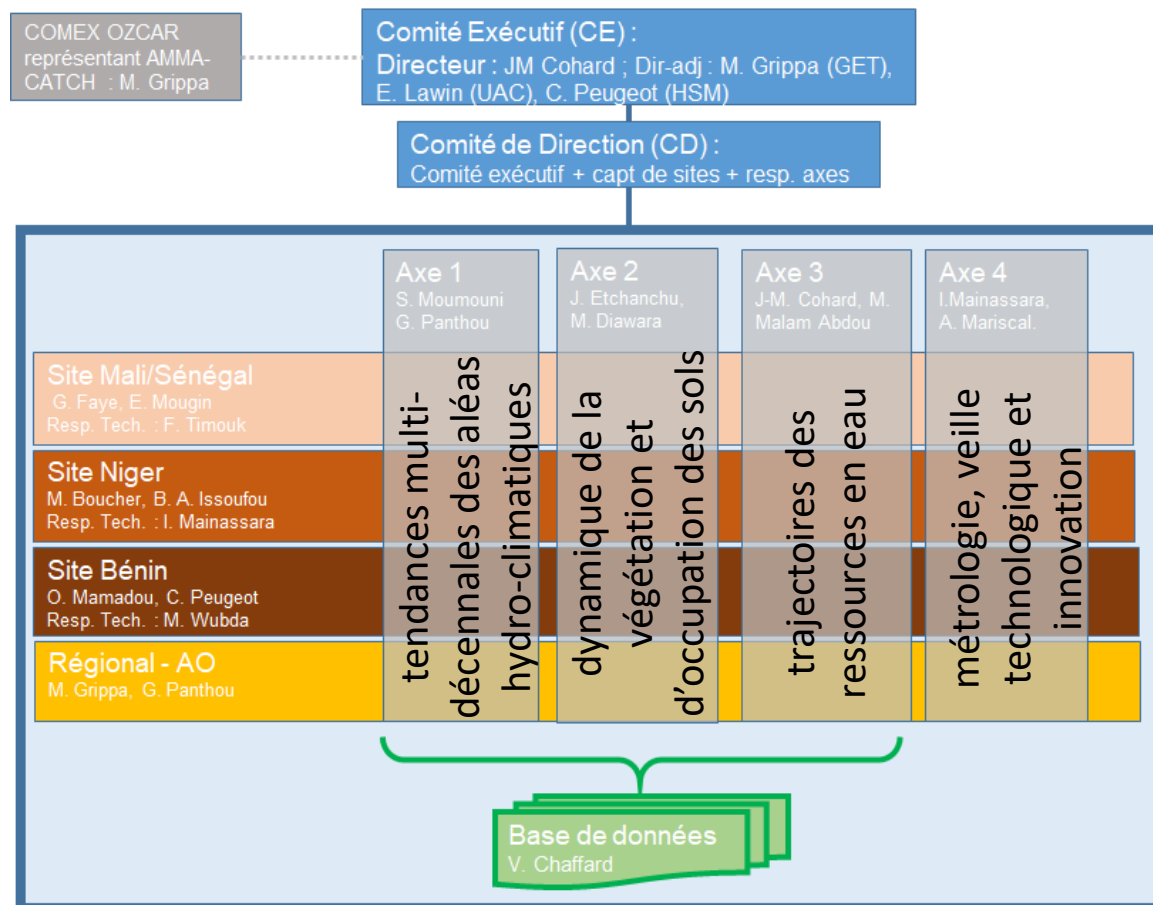 COMEX OZCAR
représentant AMMA-
CATCH : M. Grippa
Comité Exécutif (CE) :
Directeur : JM Cohard ; Dir-adj : M. Grippa (GET),
E. Lawin (UAC), C. Peugeot (HSM)
Comité de Direction (CD) :
Comité exécutif + capt de sites + resp. axes
Axe 1
S. Moumouni
G. Panthou
Axe 2
J. Etchanchu,
M. Diawara
Axe 3
J-M. Cohard, M.
Malam Abdou
Axe 4
I.Mainassara,
A. Mariscal.
tendances multi-
décennales des aléas
hydro-climatiques
dynamique de la
végétation et
d'occupation des sols
trajectoires des
ressources en eau
métrologie, veille
technologique et
innovation
Site Mali/Sénégal
G. Faye, E. Mougin
Resp. Tech. : F. Timouk
Site Niger
M. Boucher, B. A. Issoufou
Resp. Tech. : I. Mainassara
Site Bénin
O. Mamadou, C. Peugeot
Resp. Tech. : M. Wubda
Régional - AO
M. Grippa, G. Panthou
Base de données
V. Chaffard